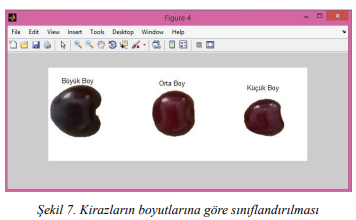 Figure 4
File Edit View Insert Tools Desktop Window Help
Büyük Boy
Orta Boy
Küçük Boy
Şekil 7. Kirazların boyutlarına göre sınıflandırılması